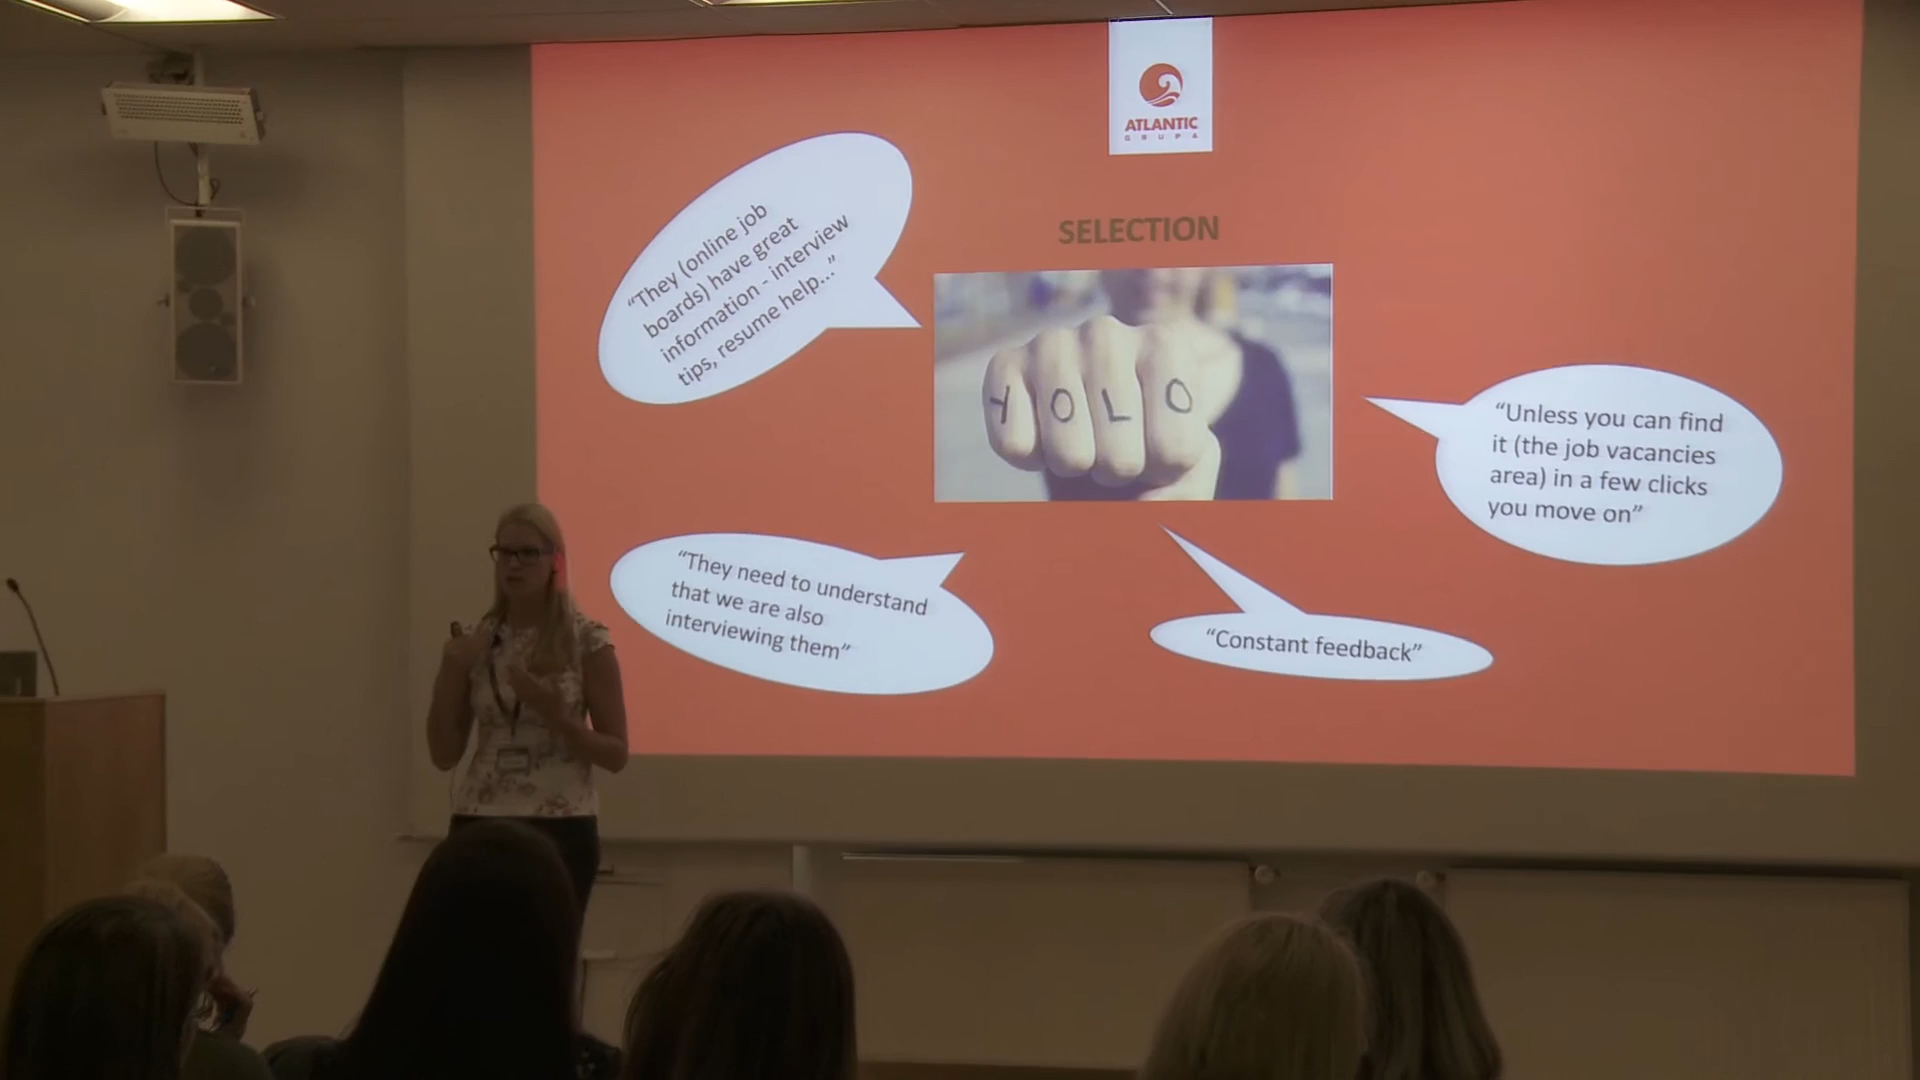 ATLANTIC
GRUPA
SELECTION
“They (online job
boards) have great
information - interview
tips, resume help...”
YOLO
“Unless you can find
it (the job vacancies
area) in a few clicks
you move on”
“They need to understand
that we are also
interviewing them”
“Constant feedback”